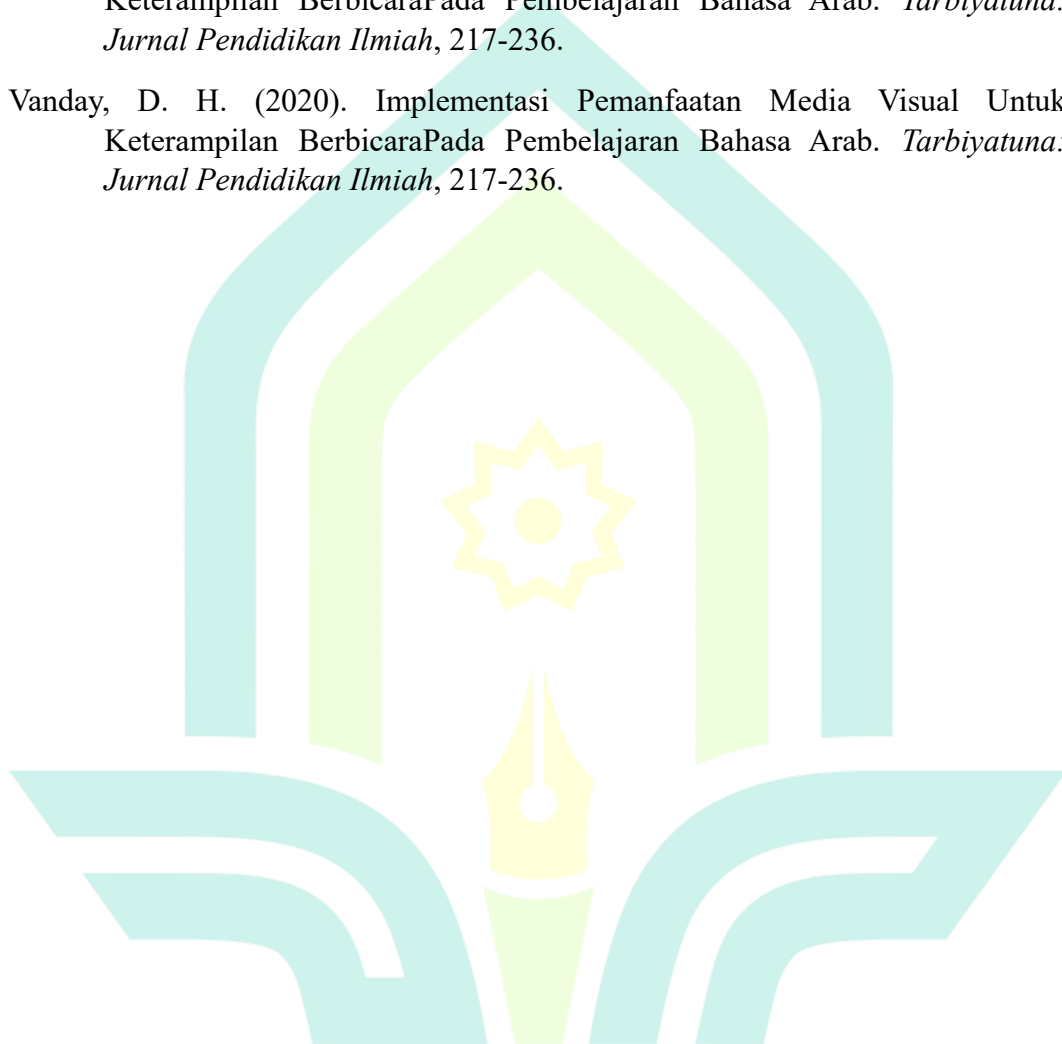 Keterampilan BerbicaraPada Pembelajaran Bahasa Arab. Tarbiyatuna:
Jurnal Pendidikan Ilmiah, 217-236.
Vanday, D. H. (2020). Implementasi Pemanfaatan Media Visual Untuk
Keterampilan BerbicaraPada Pembelajaran Bahasa Arab. Tarbiyatuna:
Jurnal Pendidikan Ilmiah, 217-236.